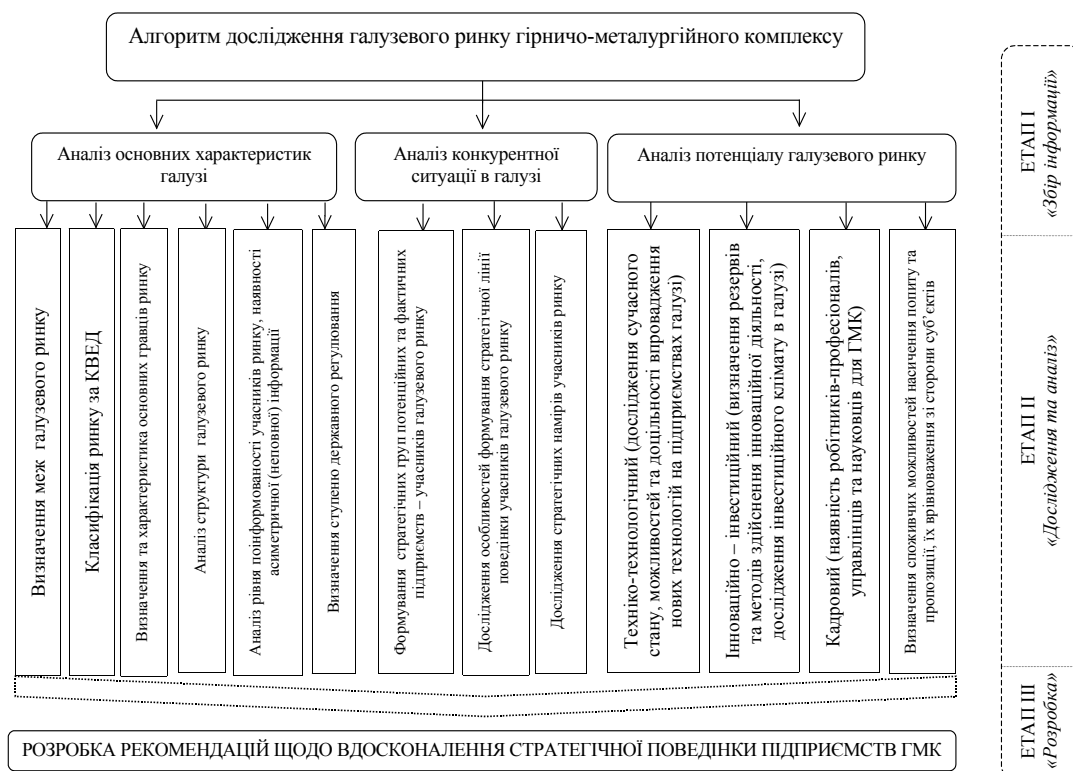 Алгоритм дослідження галузевого ринку гірничо-металургійного комплексу
Аналіз основних характеристик
галузі
Аналіз конкурентної
ситуації в галузі
Аналіз потенціалу галузевого ринку
Визначення меж галузевого ринку
Класифікація ринку за КВЕД
Визначення та характеристика основних гравців ринку
Аналіз структури галузевого ринку
Аналіз рівня поінформованості учасників ринку, наявності
асиметричної (неповної) інформації
Визначення ступеню державного регулювання
Формування стратегічних груп потенційних та фактичних
підприємств – учасників галузевого ринку
Дослідження особливостей формування стратегічної лінії
поведінки учасників галузевого ринку
Дослідження стратегічних намірів учасників ринку
Техніко-технологічний (дослідження сучасного
стану, можливостей та доцільності впровадження
нових технологій на підприємствах галузі)
Інноваційно – інвестиційний (визначення резервів
та методів здійснення інноваційної діяльності,
дослідження інвестиційного клімату в галузі)
Кадровий (наявність робітників-професіоналів,
управлінців та науковців для ГМК)
Визначення споживчих можливостей насичення попиту та
пропозиції, їх врівноваження зі сторони суб’єктів
РОЗРОБКА РЕКОМЕНДАЦІЙ ЩОДО ВДОСКОНАЛЕННЯ СТРАТЕГІЧНОЇ ПОВЕДІНКИ ПІДПРИЄМСТВ ГМК
ЕТАП І
«Збір інформації»
ЕТАП ІІ
«Дослідження та аналіз»
ЕТАП ІІІ
«Розробка»